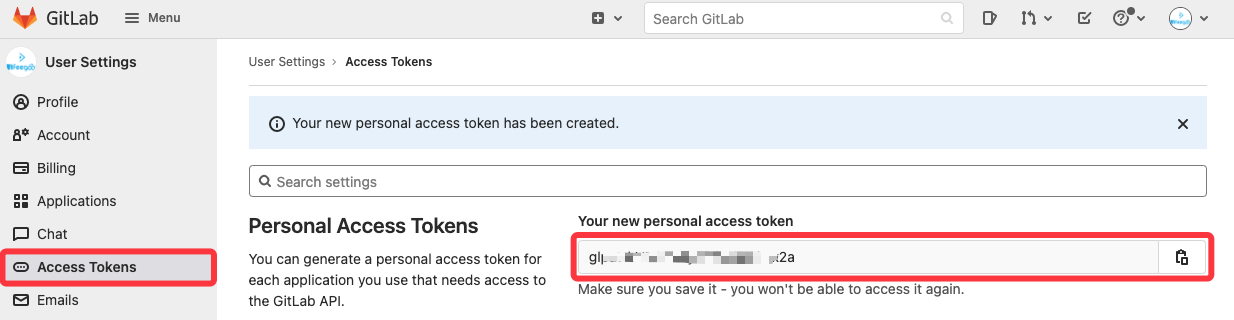 GitLab
Menu
Search GitLab
User Settings
Profile
Account
Billing
Applications
Chat
Access Tokens
Emails
User Settings › Access Tokens
Your new personal access token has been created.
Search settings
Personal Access Tokens
You can generate a personal access token for
each application you use that needs access to
the GitLab API.
Your new personal access token
Make sure you save it - you won't be able to access it again.